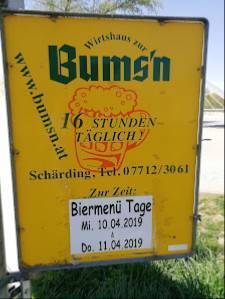 Wirtshaus zur
Bums'n
www.bumsn.at
16 STUNDEN
TÄGLICH!
Schärding, Tel. 07712/3061
Zur Zeit:
Biermenü Tage
Mi. 10.04.2019
&
Do. 11.04.2019